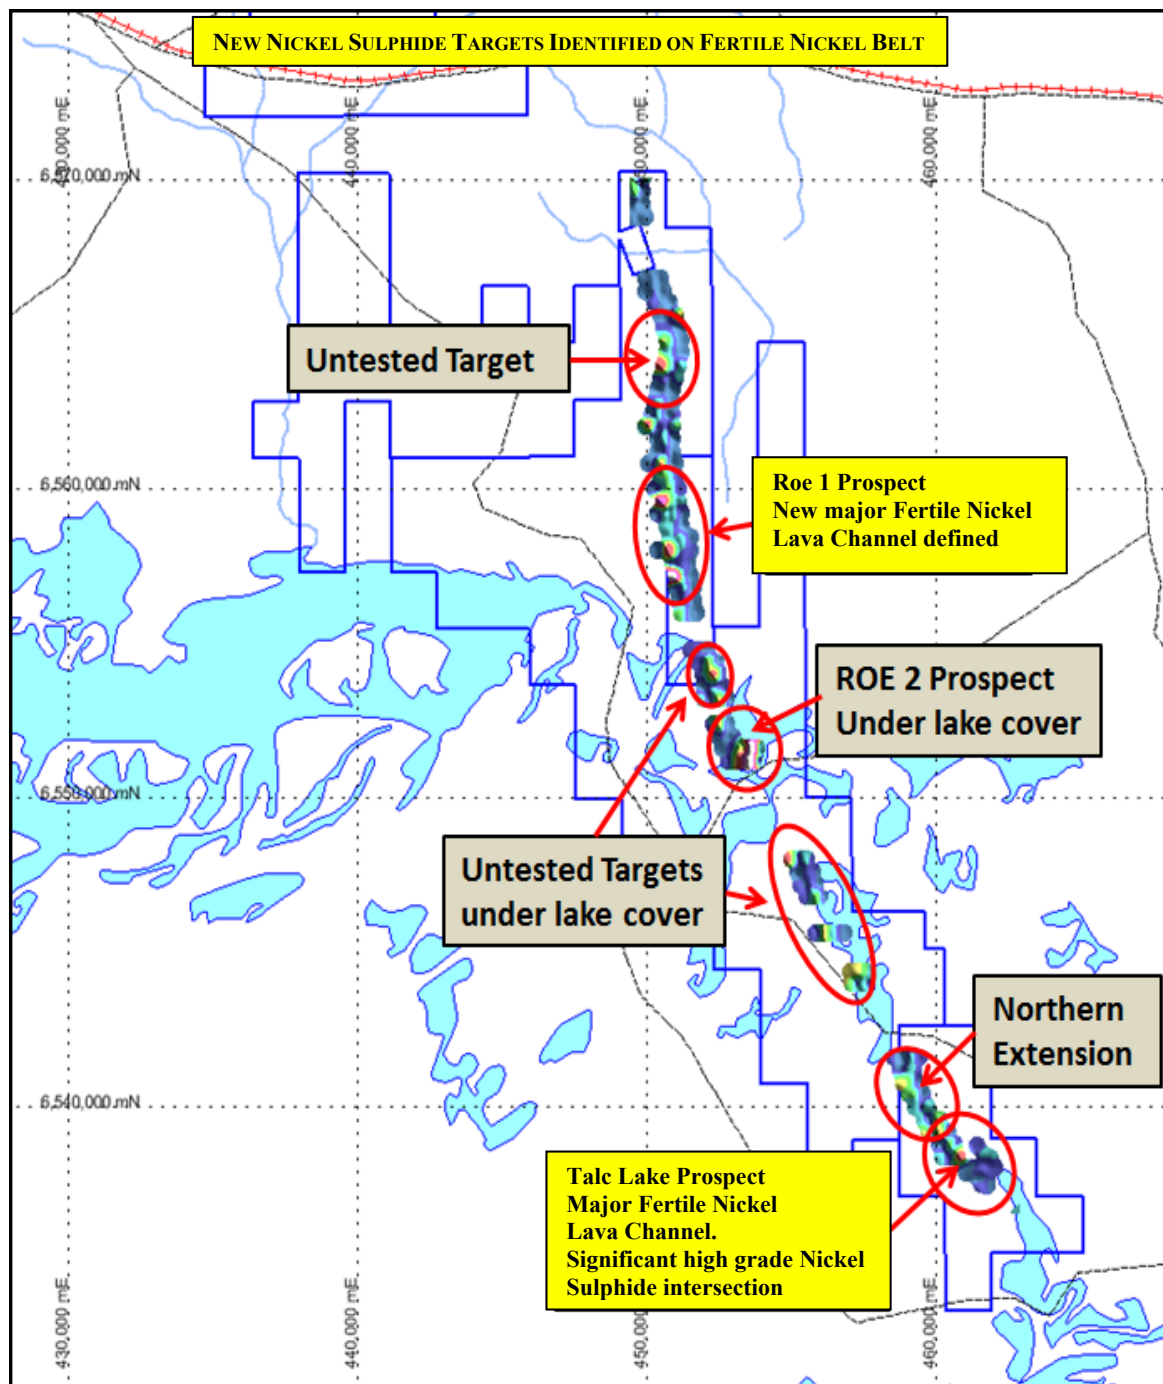 NEW NICKEL SULPHIDE TARGETS IDENTIFIED ON FERTILE NICKEL BELT
430,000 mE
440,000 mE
460,000 mE
6,570,000 mN
Untested Target
Roe 1 Prospect
New major Fertile Nickel
Lava Channel defined
6,560,000 mN
ROE 2 Prospect
Under lake cover
6,550,000 mN
Untested Targets
under lake cover
Northern
Extension
6,540,000 mN
Talc Lake Prospect
Major Fertile Nickel
Lava Channel.
Significant high grade Nickel
Sulphide intersection
430,000 mE
440,000 mE
450,000 mE
460,000 mE